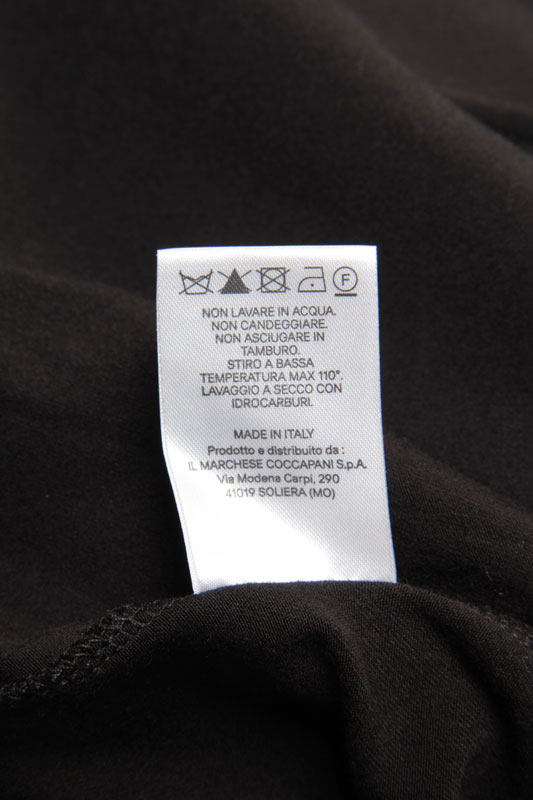 F
NON LAVARE IN ACQUA.
NON CANDEGGIARE.
NON ASCIUGARE IN
TAMBURO.
STIRO A BASSA
TEMPERATURA MAX 110°.
LAVAGGIO A SECCO CON
IDROCARBURI.
MADE IN ITALY
Prodotto e distribuito da :
IL MARCHESE COCCAPANI S.p.A.
Via Modena Carpi, 290
41019 SOLIERA (MO)